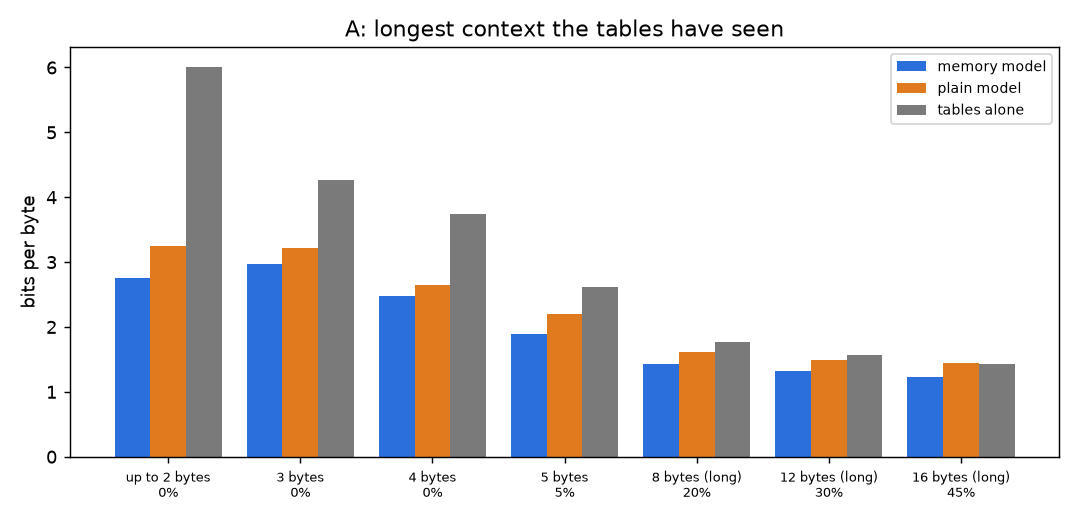 A: longest context the tables have seen
bits per byte
6
5
4
3
2
1
0
memory model
plain model
tables alone
up to 2 bytes
0%
3 bytes
0%
4 bytes
0%
5 bytes
5%
8 bytes (long)
20%
12 bytes (long)
30%
16 bytes (long)
45%